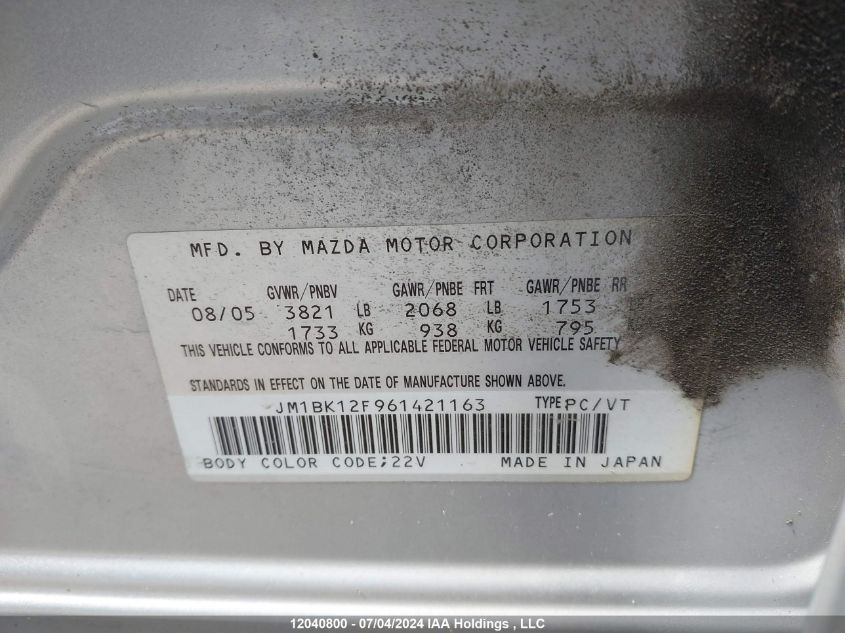 MFD. BY MAZDA MOTOR CORPORATION
DATE GVWR/PNBV GAWR/PNBE FRT GAWR/PNBE RR
08/05 3821 LB 2068 LB 1753
1733 KG 938 KG 795
THIS VEHICLE CONFORMS TO ALL APPLICABLE FEDERAL MOTOR VEHICLE SAFETY
STANDARDS IN EFFECT ON THE DATE OF MANUFACTURE SHOWN ABOVE.
JM1BK12F961421163 TYPE PC/VT
BODY COLOR CODE;22V MADE IN JAPAN
12040800 - 07/04/2024 IAA Holdings , LLC